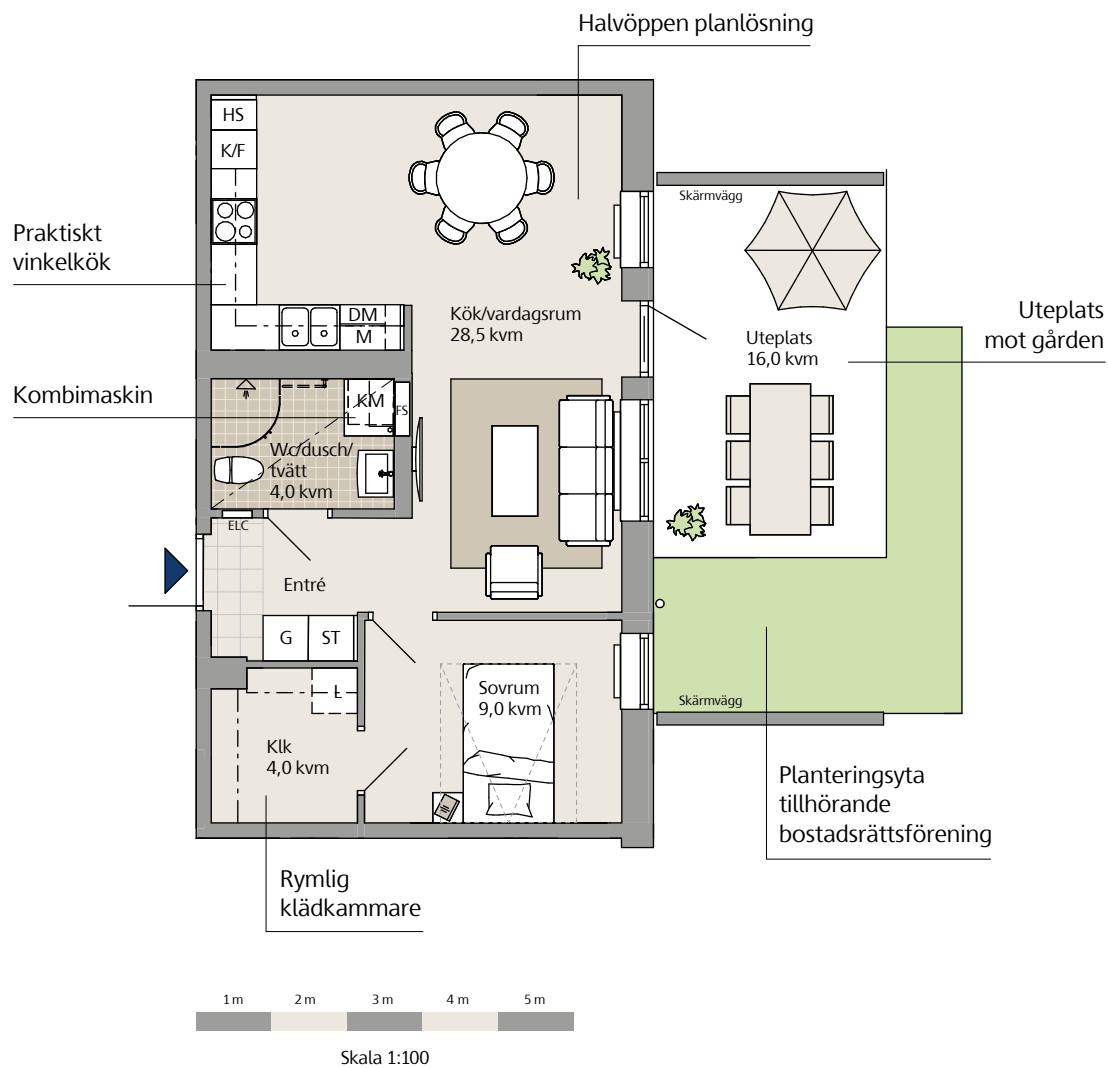 Halvöppen planlösning
HS
K/F
Skärmvägg
Praktiskt
vinkelkök
DM
M
Kök/vardagsrum
28,5 kvm
Uteplats
16,0 kvm
Uteplats
mot gården
Kombimaskin
KM
FS
Wc/dusch/
tvätt
4,0 kvm
ELC
Entré
G
ST
L
Sovrum
9,0 kvm
Skärmvägg
Klk
4,0 kvm
Planteringsyta
tillhörande
bostadsrättsförening
Rymlig
klädkammare
1 m
2 m
3 m
4 m
5 m
Skala 1:100